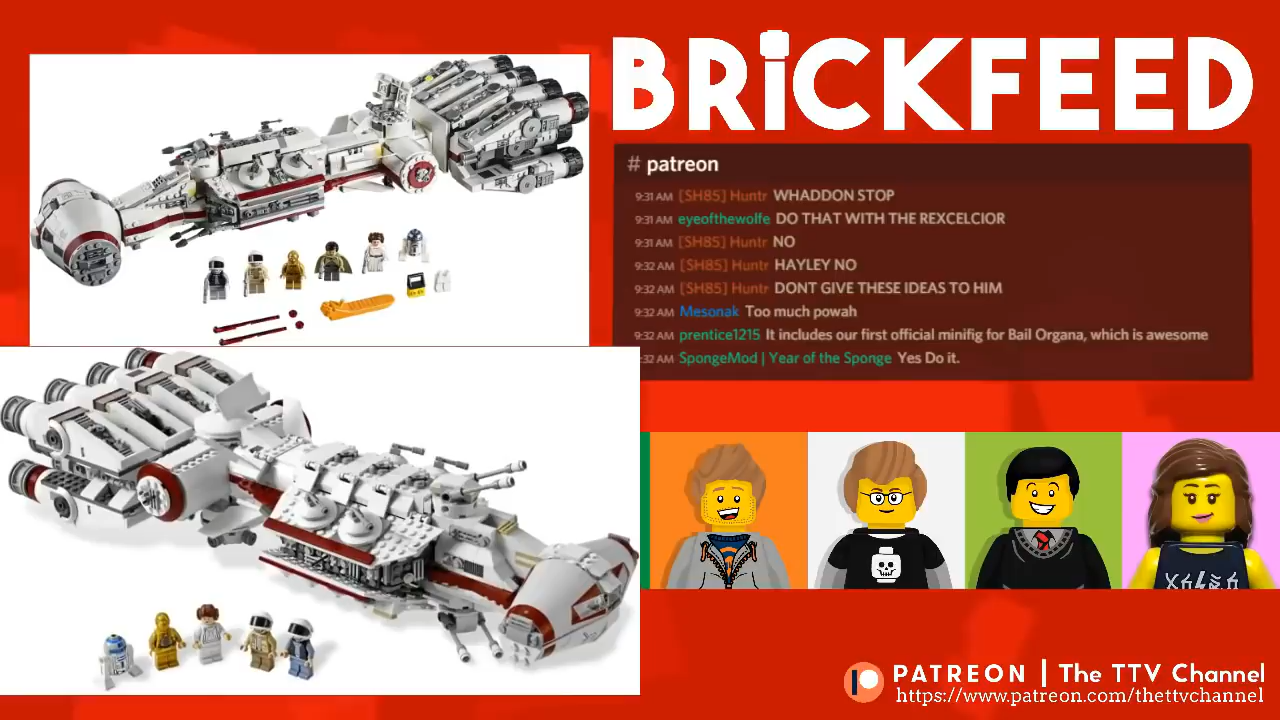 BRiCKFEED
# patreon
9:31 AM [SH85] Huntr WHADDON STOP
9:31 AM eyeofthewolfe DO THAT WITH THE REXCELCIOR
9:31 AM [SH85] Huntr NO
9:32 AM [SH85] Huntr HAYLEY NO
9:32 AM [SH85] Huntr DONT GIVE THESE IDEAS TO HIM
9:32 AM Mesonak Too much powah
9:32 AM prentice1215 It includes our first official minifig for Bail Organa, which is awesome
:32 AM SpongeMod | Year of the Sponge Yes Do it.
PATREON | The TTV Channel
https://www.patreon.com/thettvchannel